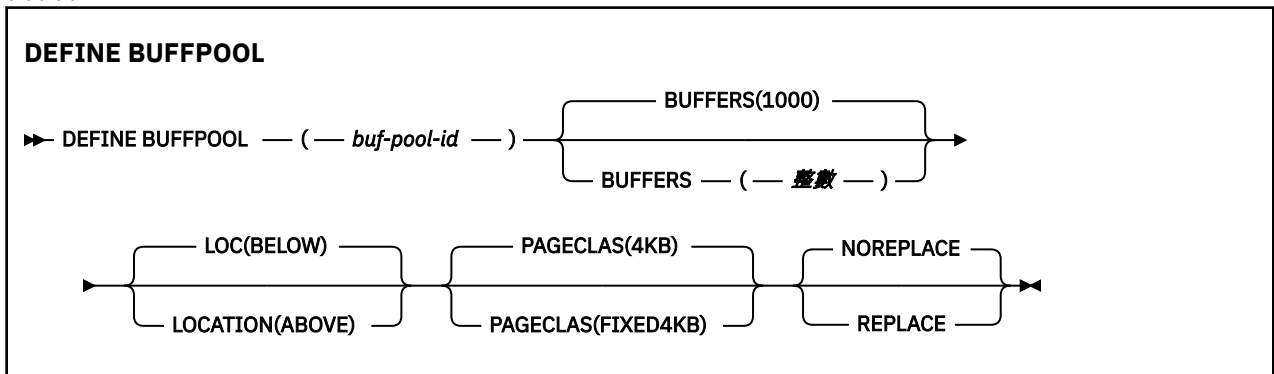 DEFINE BUFFPOOL
BUFFERS(1000)
DEFINE BUFFPOOL ( buf-pool-id )
BUFFERS ( 整數 )
LOC(BELOW) PAGECLAS(4KB) NOREPLACE
LOCATION(ABOVE) PAGECLAS(FIXED4KB) REPLACE